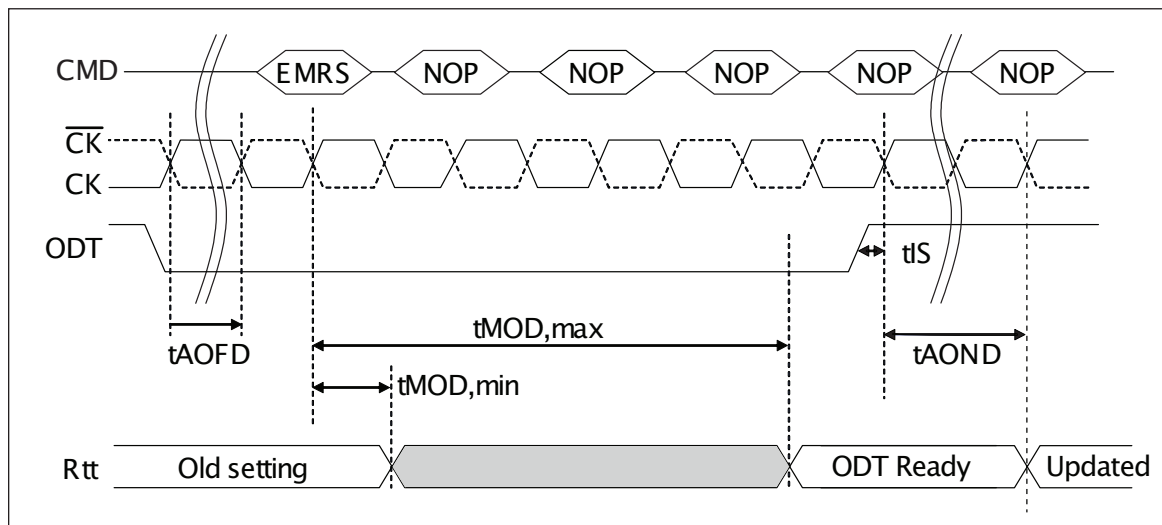 CMD EMRS NOP NOP NOP NOP NOP
C̅K̅
CK
ODT
tIS
tMOD,max
tAOFD
tAOND
tMOD,min
Rtt Old setting ODT Ready Updated